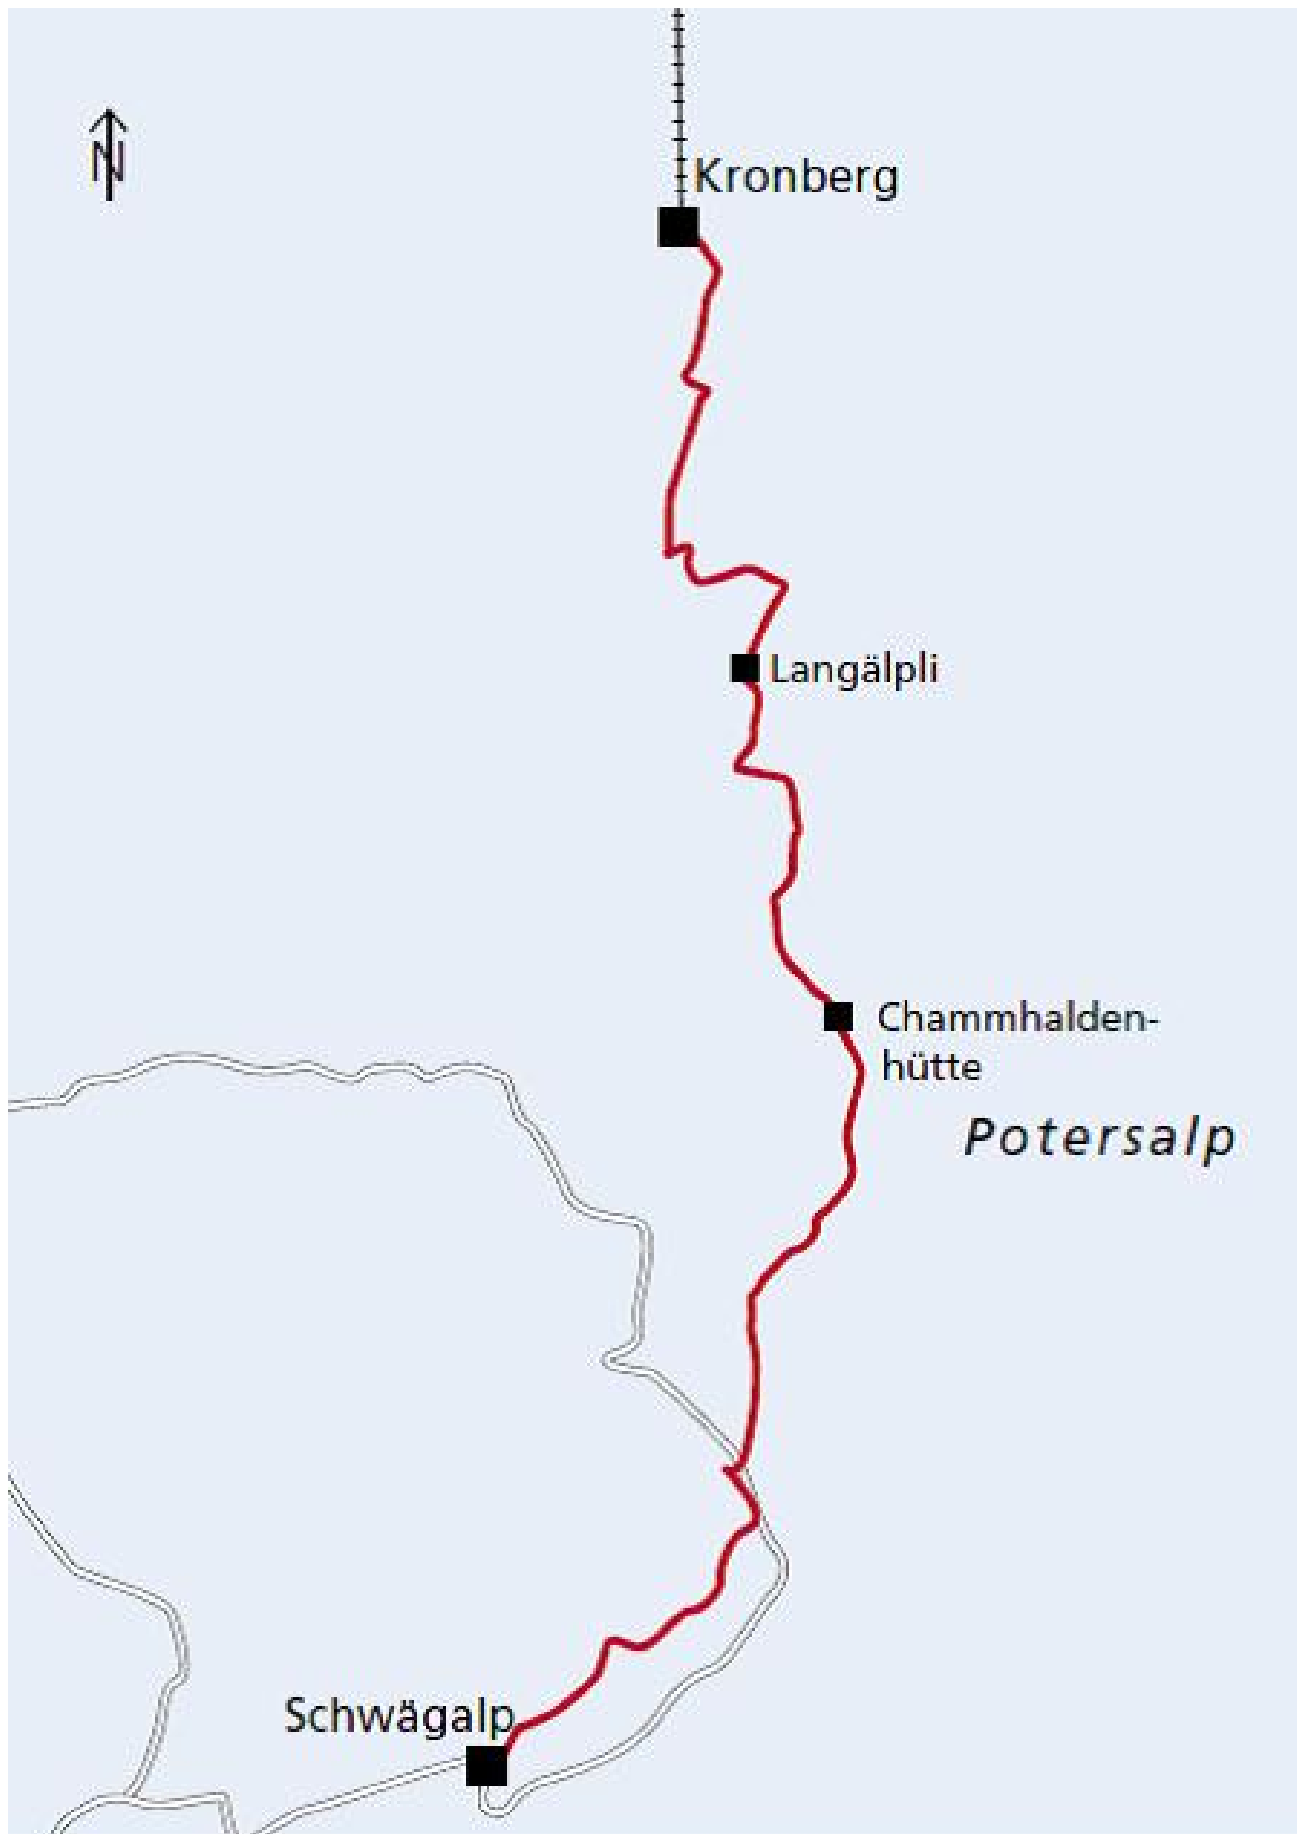 N
Kronberg
Langälpli
Chammhalden-
hütte
Potersalp
Schwägalp